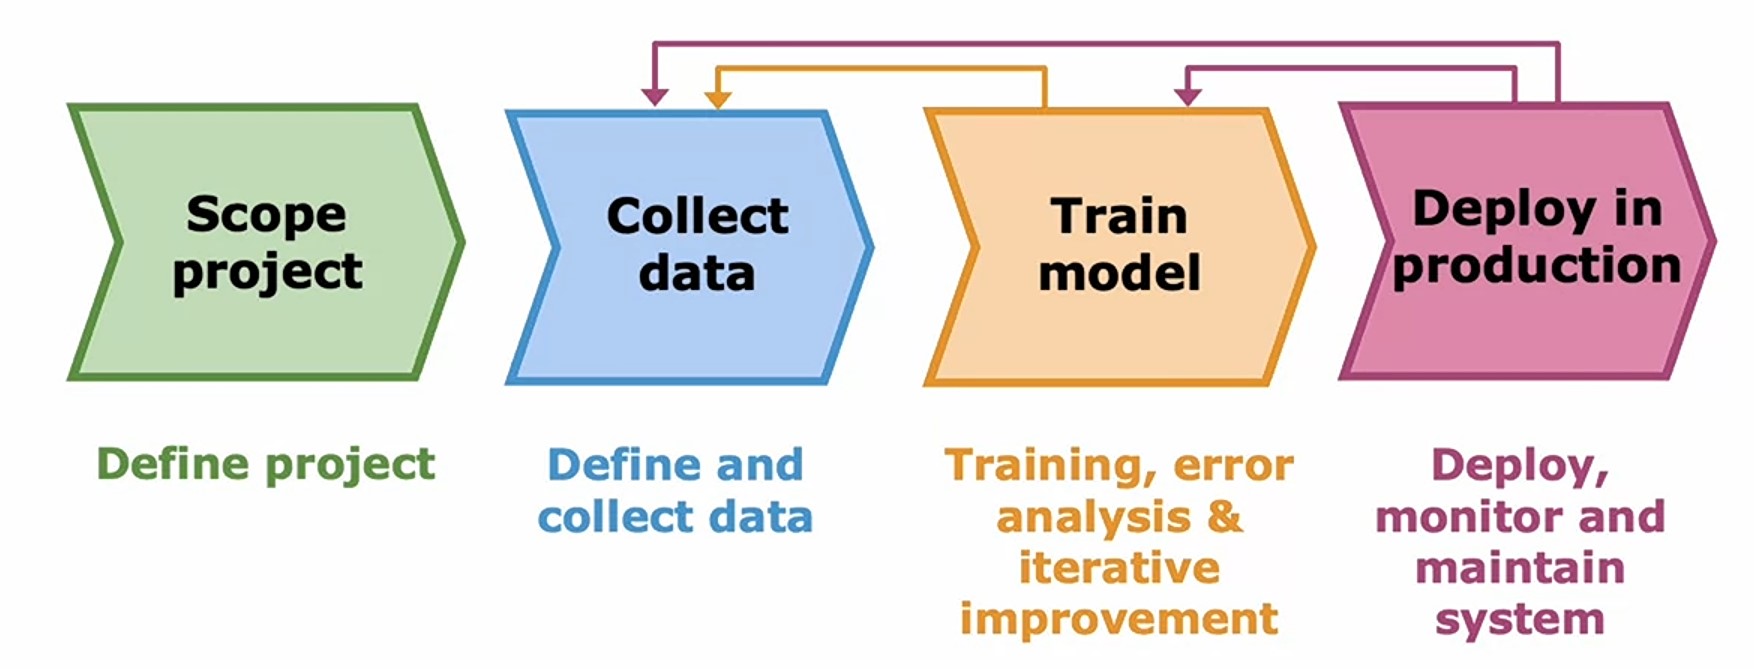 Scope
project
Collect
data
Train
model
Deploy in
production
Define project
Define and
collect data
Training, error
analysis &
iterative
improvement
Deploy,
monitor and
maintain
system